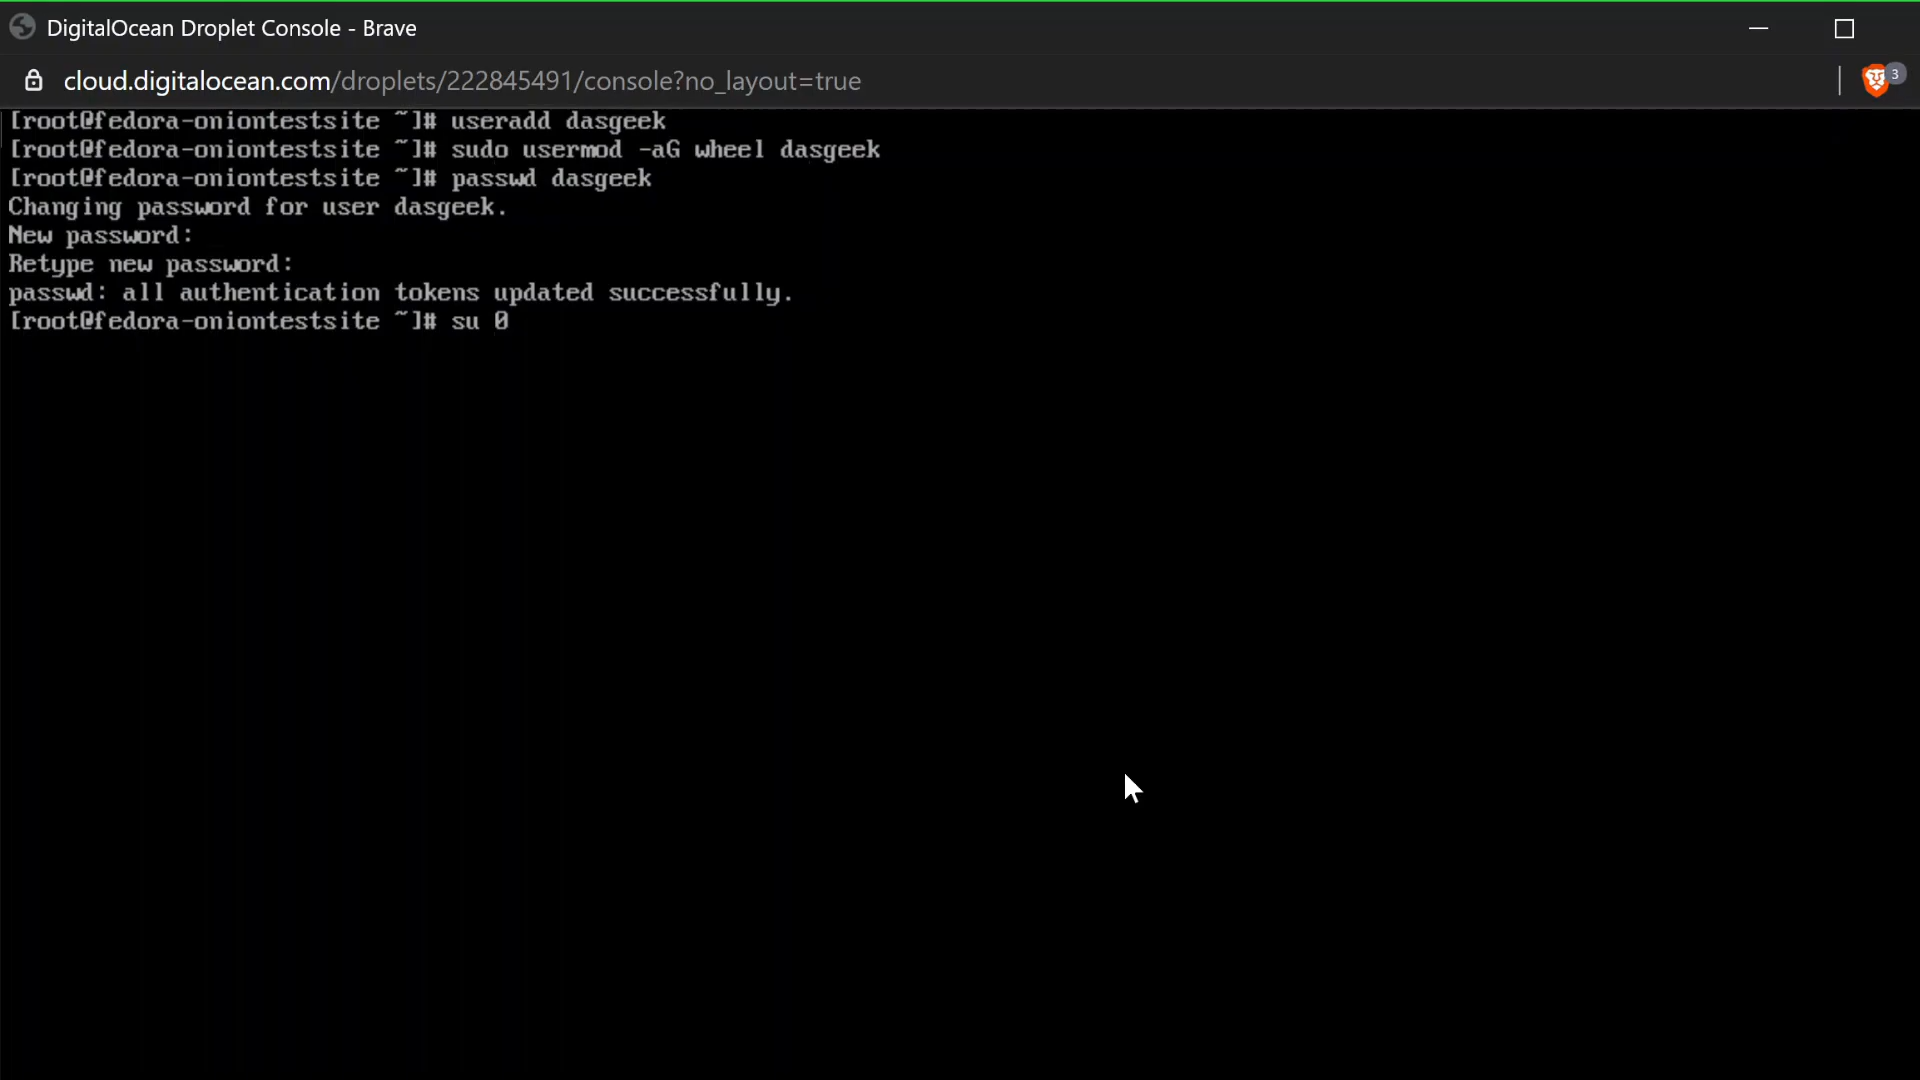 DigitalOcean Droplet Console - Brave
cloud.digitalocean.com/droplets/222845491/console?no_layout=true
3
[root@fedora-oniontestsite ~]# useradd dasgeek
[root@fedora-oniontestsite ~]# sudo usermod -aG wheel dasgeek
[root@fedora-oniontestsite ~]# passwd dasgeek
Changing password for user dasgeek.
New password:
Retype new password:
passwd: all authentication tokens updated successfully.
[root@fedora-oniontestsite ~]# su 0